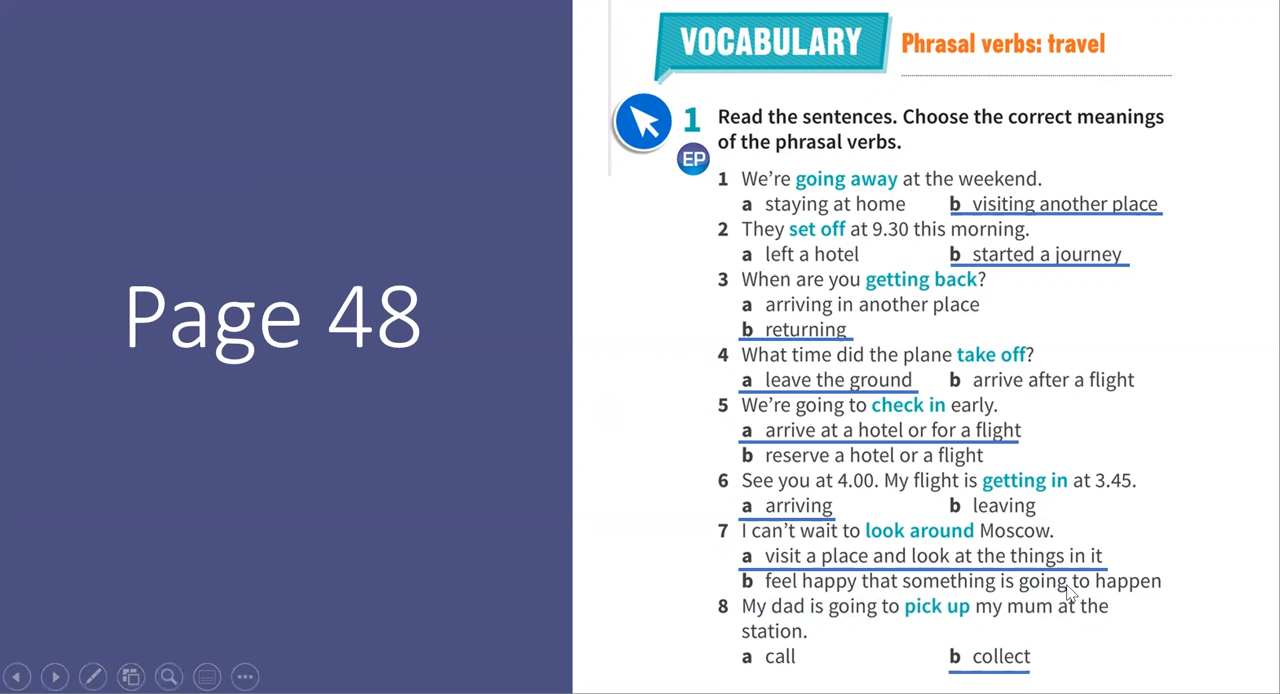 Page 48
VOCABULARY
Phrasal verbs: travel
1 Read the sentences. Choose the correct meanings
of the phrasal verbs.
EP
1 We're going away at the weekend.
a staying at home b visiting another place
2 They set off at 9.30 this morning.
a left a hotel b started a journey
3 When are you getting back?
a arriving in another place
b returning
4 What time did the plane take off?
a leave the ground b arrive after a flight
5 We're going to check in early.
a arrive at a hotel or for a flight
b reserve a hotel or a flight
6 See you at 4.00. My flight is getting in at 3.45.
a arriving b leaving
7 I can't wait to look around Moscow.
a visit a place and look at the things in it
b feel happy that something is going to happen
8 My dad is going to pick up my mum at the
station.
a call b collect